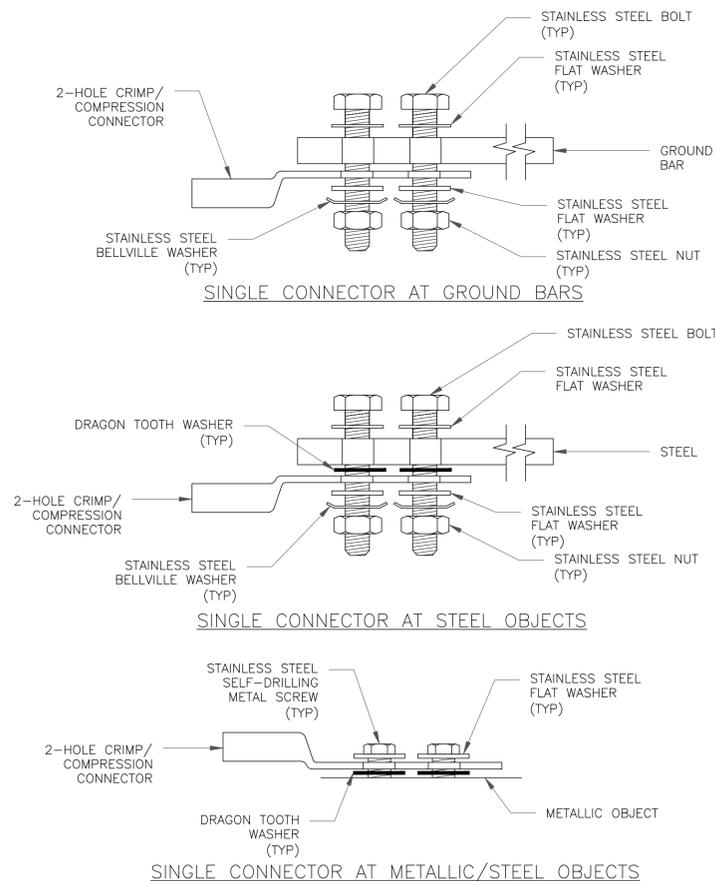 STAINLESS STEEL BOLT
(TYP)
STAINLESS STEEL
FLAT WASHER
(TYP)
2-HOLE CRIMP/
COMPRESSION
CONNECTOR
GROUND
BAR
STAINLESS STEEL
FLAT WASHER
(TYP)
STAINLESS STEEL
BELLVILLE WASHER
(TYP)
STAINLESS STEEL NUT
(TYP)
SINGLE CONNECTOR AT GROUND BARS
STAINLESS STEEL BOLT
STAINLESS STEEL
FLAT WASHER
DRAGON TOOTH WASHER
(TYP)
STEEL
2-HOLE CRIMP/
COMPRESSION
CONNECTOR
STAINLESS STEEL
FLAT WASHER
(TYP)
STAINLESS STEEL
BELLVILLE WASHER
(TYP)
STAINLESS STEEL NUT
(TYP)
SINGLE CONNECTOR AT STEEL OBJECTS
STAINLESS STEEL
SELF-DRILLING
METAL SCREW
(TYP)
STAINLESS STEEL
FLAT WASHER
(TYP)
2-HOLE CRIMP/
COMPRESSION
CONNECTOR
DRAGON TOOTH
WASHER
(TYP)
METALLIC OBJECT
SINGLE CONNECTOR AT METALLIC/STEEL OBJECTS